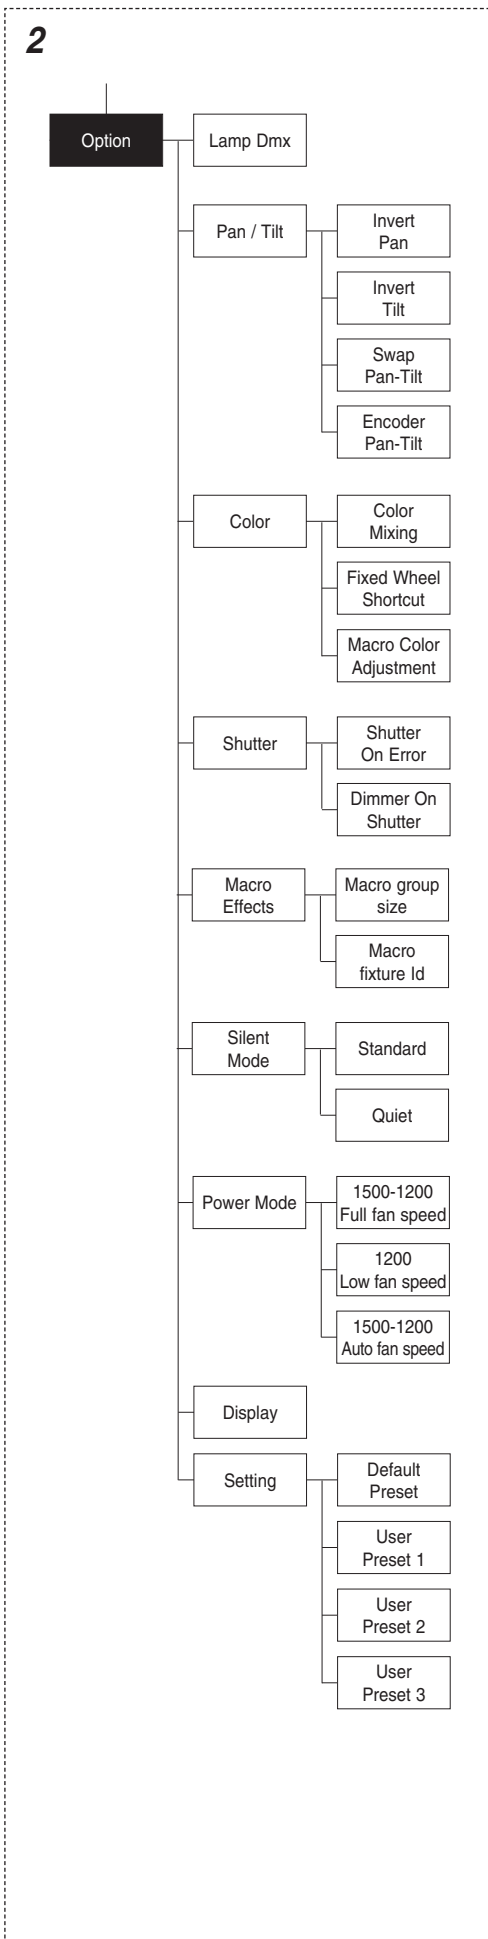 2
Option
Lamp Dmx
Pan / Tilt
Invert
Pan
Invert
Tilt
Swap
Pan-Tilt
Encoder
Pan-Tilt
Color
Color
Mixing
Fixed Wheel
Shortcut
Macro Color
Adjustment
Shutter
Shutter
On Error
Dimmer On
Shutter
Macro
Effects
Macro group
size
Macro
fixture Id
Silent
Mode
Standard
Quiet
Power Mode
1500-1200
Full fan speed
1200
Low fan speed
1500-1200
Auto fan speed
Display
Setting
Default
Preset
User
Preset 1
User
Preset 2
User
Preset 3